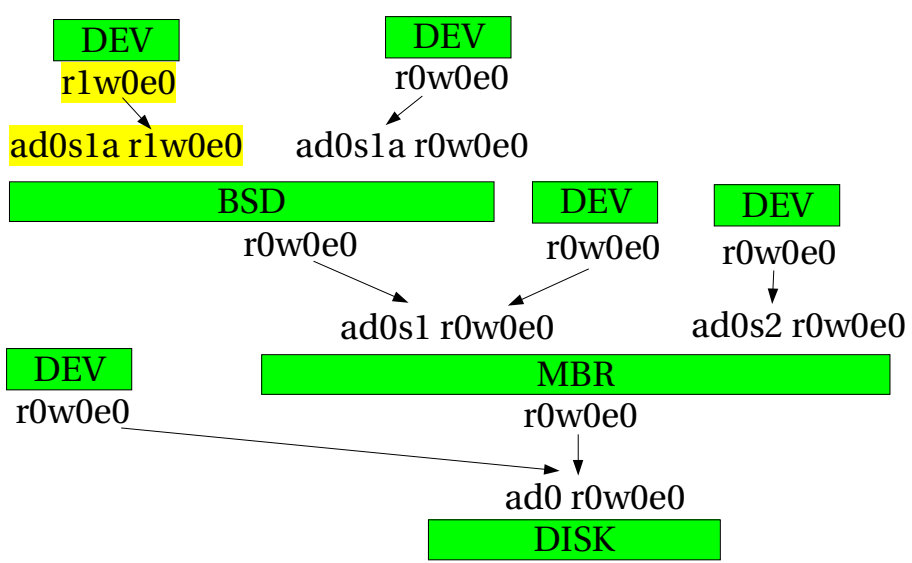 DEV
DEV
r1w0e0
r0w0e0
ad0s1a r1w0e0
ad0s1a r0w0e0
BSD
DEV
DEV
r0w0e0
r0w0e0
r0w0e0
ad0s1 r0w0e0
ad0s2 r0w0e0
DEV
MBR
r0w0e0
r0w0e0
ad0 r0w0e0
DISK